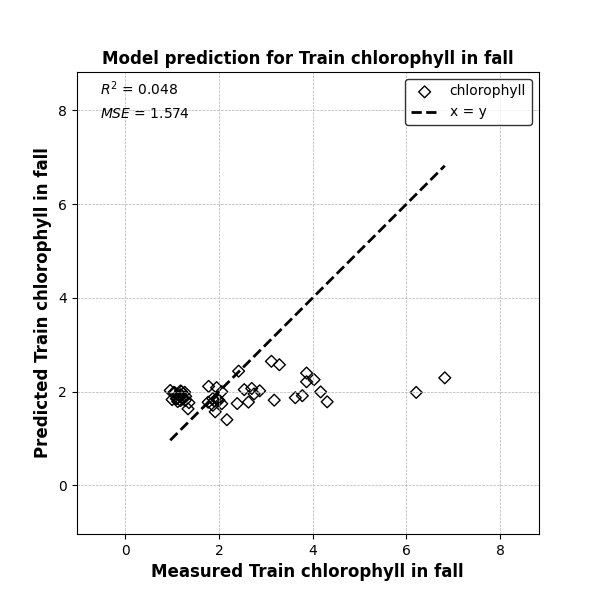 Model prediction for Train chlorophyll in fall
R² = 0.048
MSE = 1.574
chlorophyll
x = y
8
6
4
2
0
0 2 4 6 8
Predicted Train chlorophyll in fall
Measured Train chlorophyll in fall